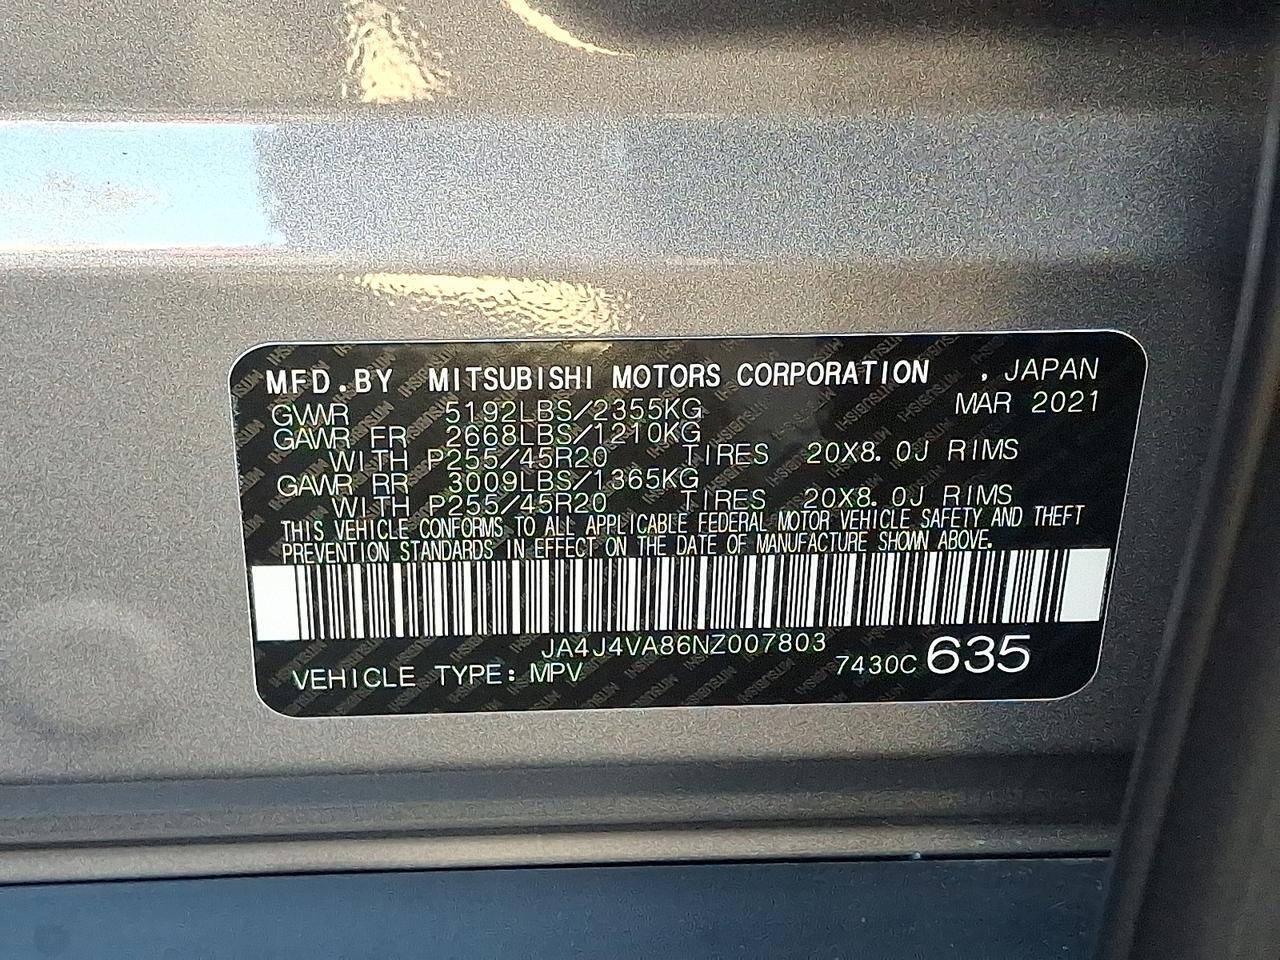 MFD.BY MITSUBISHI MOTORS CORPORATION , JAPAN
GVWR 5192LBS/2355KG MAR 2021
GAWR FR 2668LBS/1210KG
WITH P255/45R20 TIRES 20X8.0J RIMS
GAWR RR 3009LBS/1365KG
WITH P255/45R20 TIRES 20X8.0J RIMS
THIS VEHICLE CONFORMS TO ALL APPLICABLE FEDERAL MOTOR VEHICLE SAFETY AND THEFT
PREVENTION STANDARDS IN EFFECT ON THE DATE OF MANUFACTURE SHOWN ABOVE.
JA4J4VA86NZ007803
VEHICLE TYPE: MPV 7430C 635